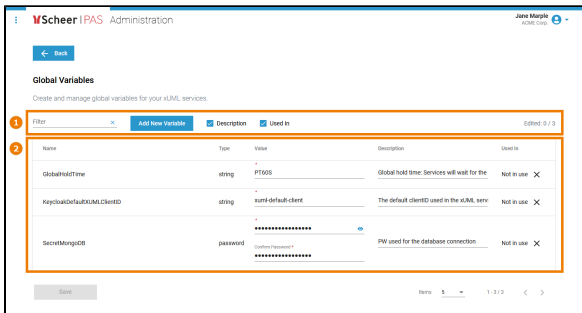 Scheer PAS Administration
Jane Marple
ACME Corp.
Back
Global Variables
Create and manage global variables for your xUML services.
1
Filter × Add New Variable Description Used In Edited: 0 / 3
2
Name Type Value Description Used In
GlobalHoldTime string * PT60S Global hold time: Services will wait for the Not in use
KeycloakDefaultXUMLClientID string * xuml-default-client The default clientID used in the xUML serv Not in use
*
••••••••••••••••
SecretMongoDB password Confirm Password * PW used for the database connection Not in use
••••••••••••••••
Save Items 5 1 - 3 / 3 < >